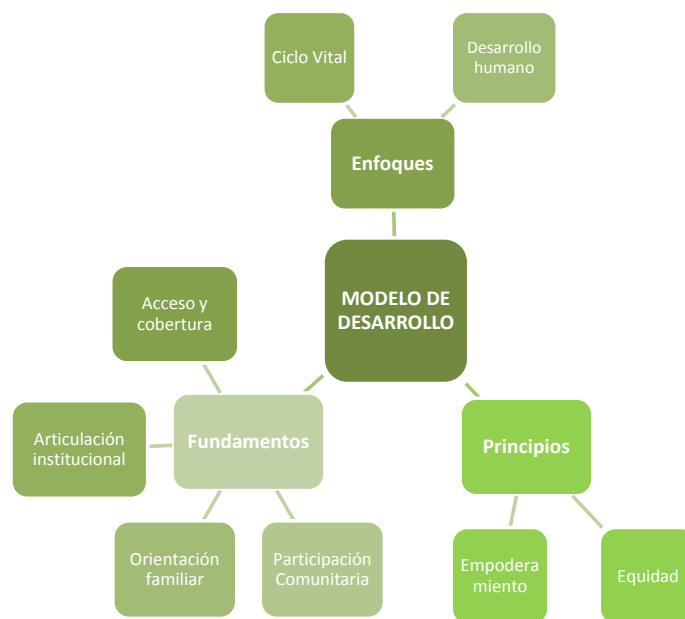 Ciclo Vital
Desarrollo
humano
Enfoques
MODELO DE
DESARROLLO
Acceso y
cobertura
Articulación
institucional
Fundamentos
Principios
Orientación
familiar
Participación
Comunitaria
Empodera
miento
Equidad